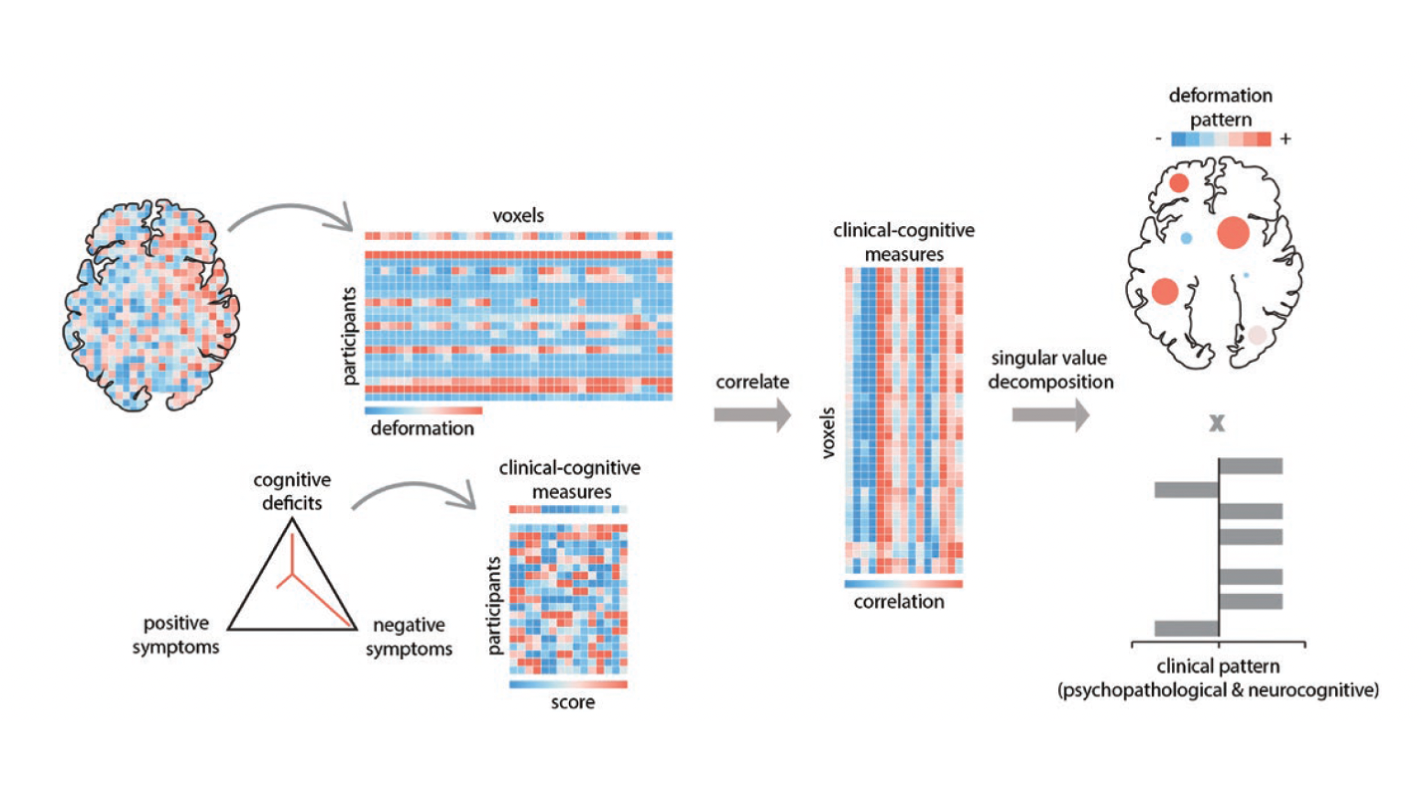 deformation
pattern
- +
voxels
participants
deformation
cognitive
deficits
positive
symptoms
negative
symptoms
clinical-cognitive
measures
participants
score
correlate
clinical-cognitive
measures
voxels
correlation
singular value
decomposition
x
clinical pattern
(psychopathological & neurocognitive)